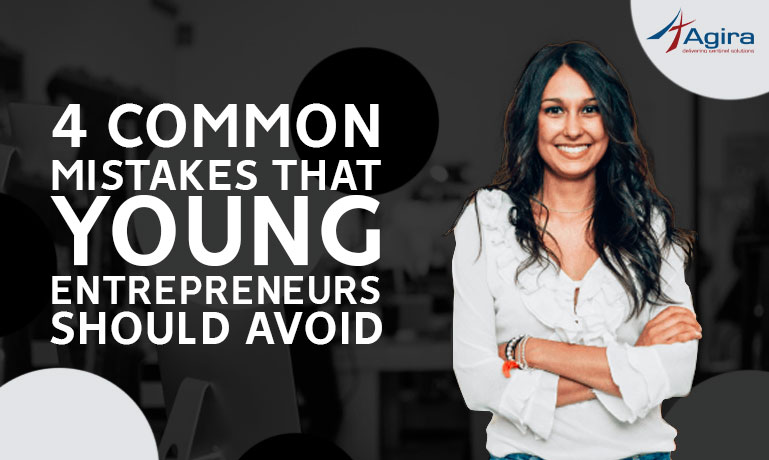 4 COMMON
MISTAKES THAT
YOUNG
ENTREPRENEURS
SHOULD AVOID
Agira
delivering sentinel solutions